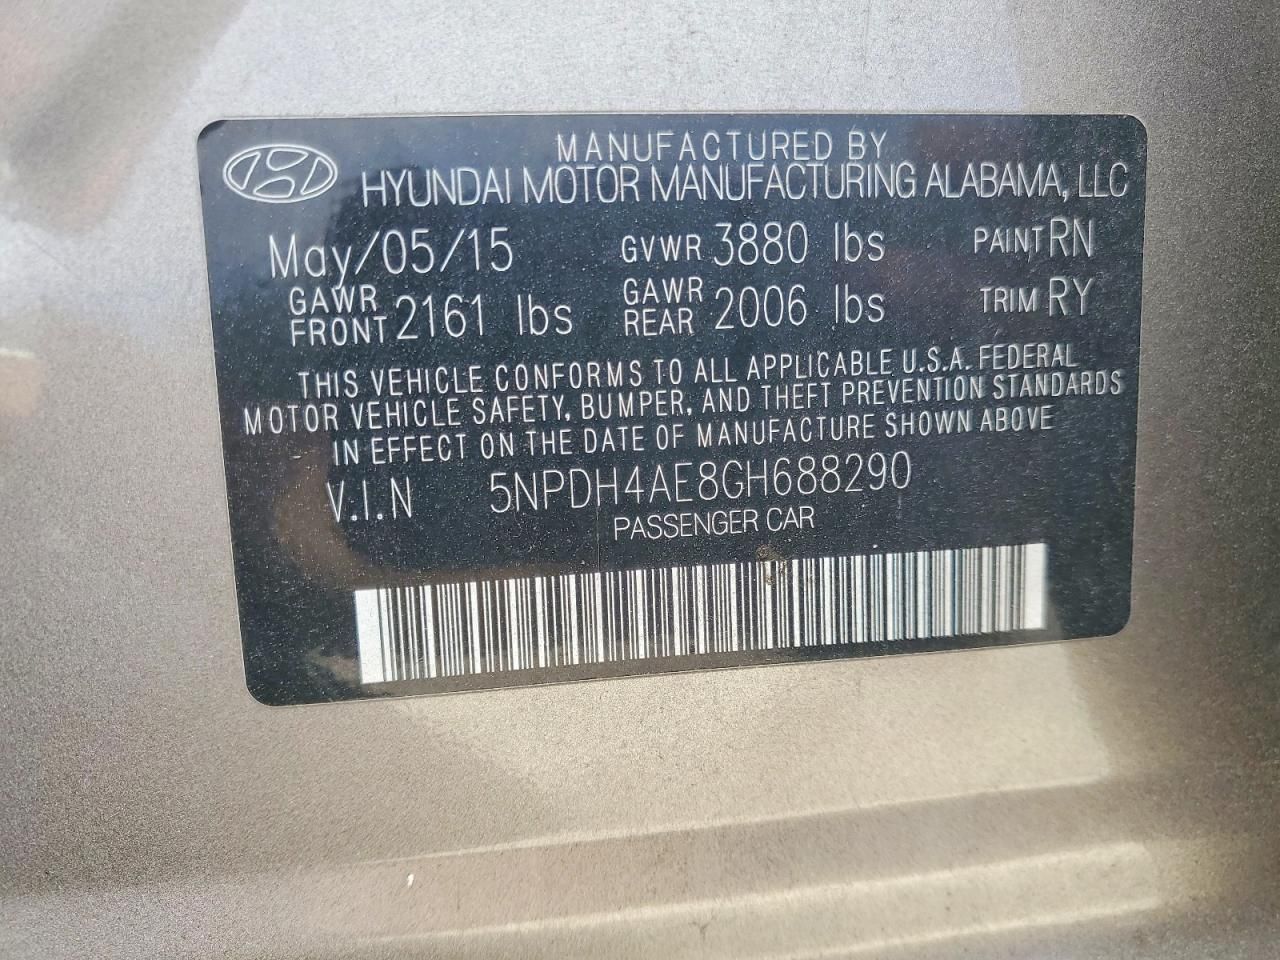 MANUFACTURED BY
HYUNDAI MOTOR MANUFACTURING ALABAMA, LLC
May/05/15 GVWR 3880 lbs PAINT RN
GAWR FRONT 2161 lbs GAWR REAR 2006 lbs TRIM RY
THIS VEHICLE CONFORMS TO ALL APPLICABLE U.S.A. FEDERAL
MOTOR VEHICLE SAFETY, BUMPER, AND THEFT PREVENTION STANDARDS
IN EFFECT ON THE DATE OF MANUFACTURE SHOWN ABOVE
V.I.N 5NPDH4AE8GH688290
PASSENGER CAR